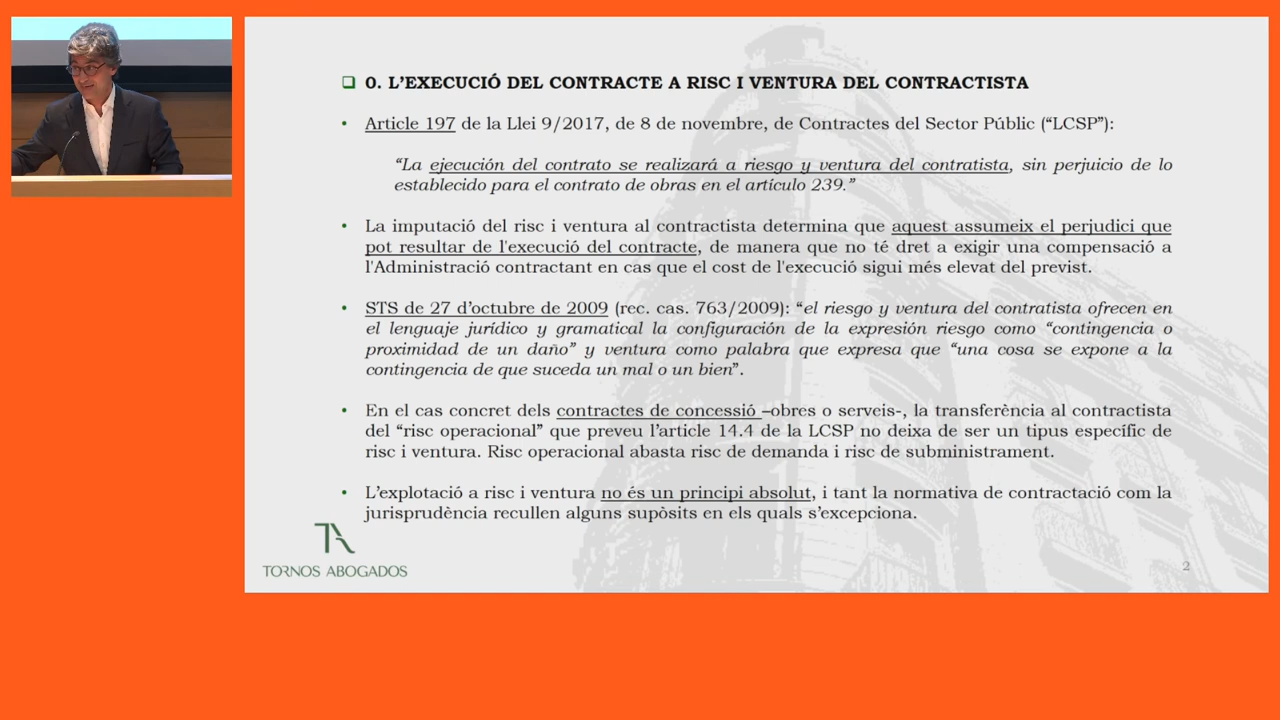 ❑ 0. L’EXECUCIÓ DEL CONTRACTE A RISC I VENTURA DEL CONTRACTISTA
• Article 197 de la Llei 9/2017, de 8 de novembre, de Contractes del Sector Públic (“LCSP”):
“La ejecución del contrato se realizará a riesgo y ventura del contratista, sin perjuicio de lo
establecido para el contrato de obras en el artículo 239.”
• La imputació del risc i ventura al contractista determina que aquest assumeix el perjudici que
pot resultar de l'execució del contracte, de manera que no té dret a exigir una compensació a
l'Administració contractant en cas que el cost de l'execució sigui més elevat del previst.
• STS de 27 d’octubre de 2009 (rec. cas. 763/2009): “el riesgo y ventura del contratista ofrecen en
el lenguaje jurídico y gramatical la configuración de la expresión riesgo como “contingencia o
proximidad de un daño” y ventura como palabra que expresa que “una cosa se expone a la
contingencia de que suceda un mal o un bien”.
• En el cas concret dels contractes de concessió –obres o serveis-, la transferència al contractista
del “risc operacional” que preveu l’article 14.4 de la LCSP no deixa de ser un tipus específic de
risc i ventura. Risc operacional abasta risc de demanda i risc de subministrament.
• L’explotació a risc i ventura no és un principi absolut, i tant la normativa de contractació com la
jurisprudència recullen alguns supòsits en els quals s’excepciona.
TA
TORNOS ABOGADOS
2